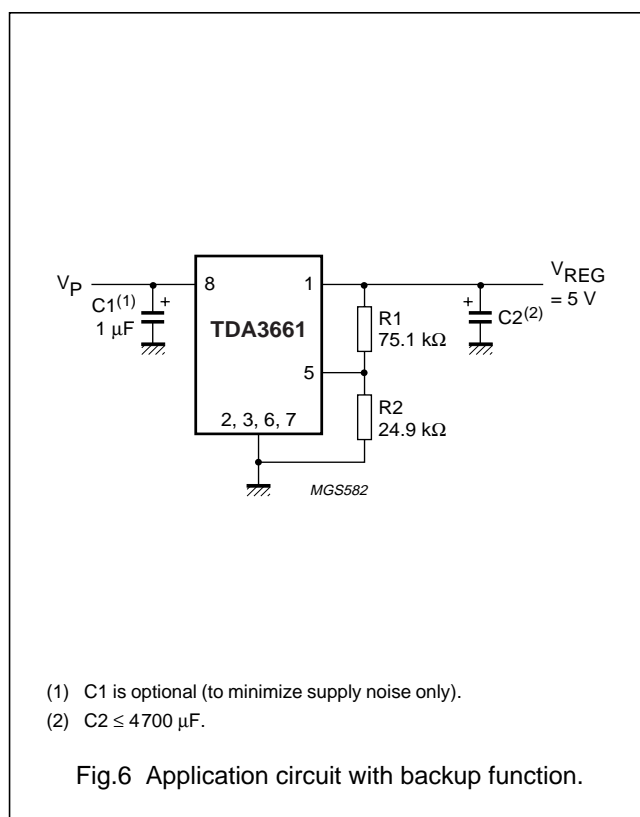 V_P
C1(1)
+
1 μF
8
1
TDA3661
5
2, 3, 6, 7
R1
75.1 kΩ
R2
24.9 kΩ
+
C2(2)
V_REG
= 5 V
MGS582
(1) C1 is optional (to minimize supply noise only).
(2) C2 ≤ 4700 μF.
Fig.6 Application circuit with backup function.